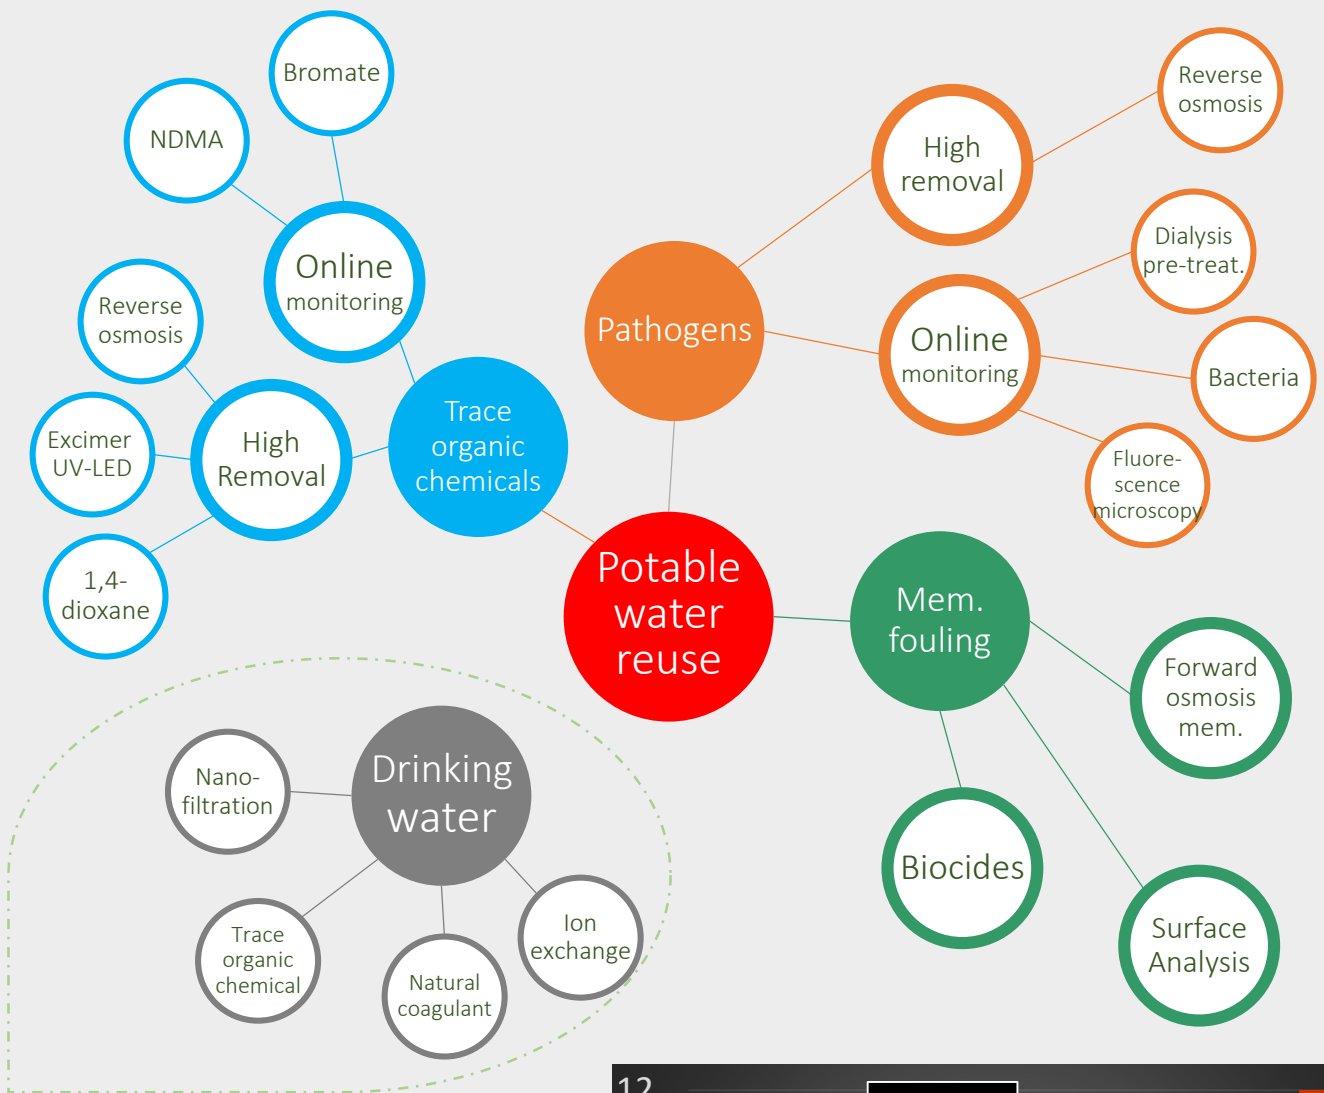 Bromate
NDMA
Online
monitoring
Reverse
osmosis
Excimer
UV-LED
1,4-
dioxane
High
Removal
Trace
organic
chemicals
Pathogens
High
removal
Reverse
osmosis
Online
monitoring
Dialysis
pre-treat.
Bacteria
Fluore-
scence
microscopy
Potable
water
reuse
Mem.
fouling
Forward
osmosis
mem.
Biocides
Surface
Analysis
Drinking
water
Nano-
filtration
Trace
organic
chemical
Natural
coagulant
Ion
exchange
12